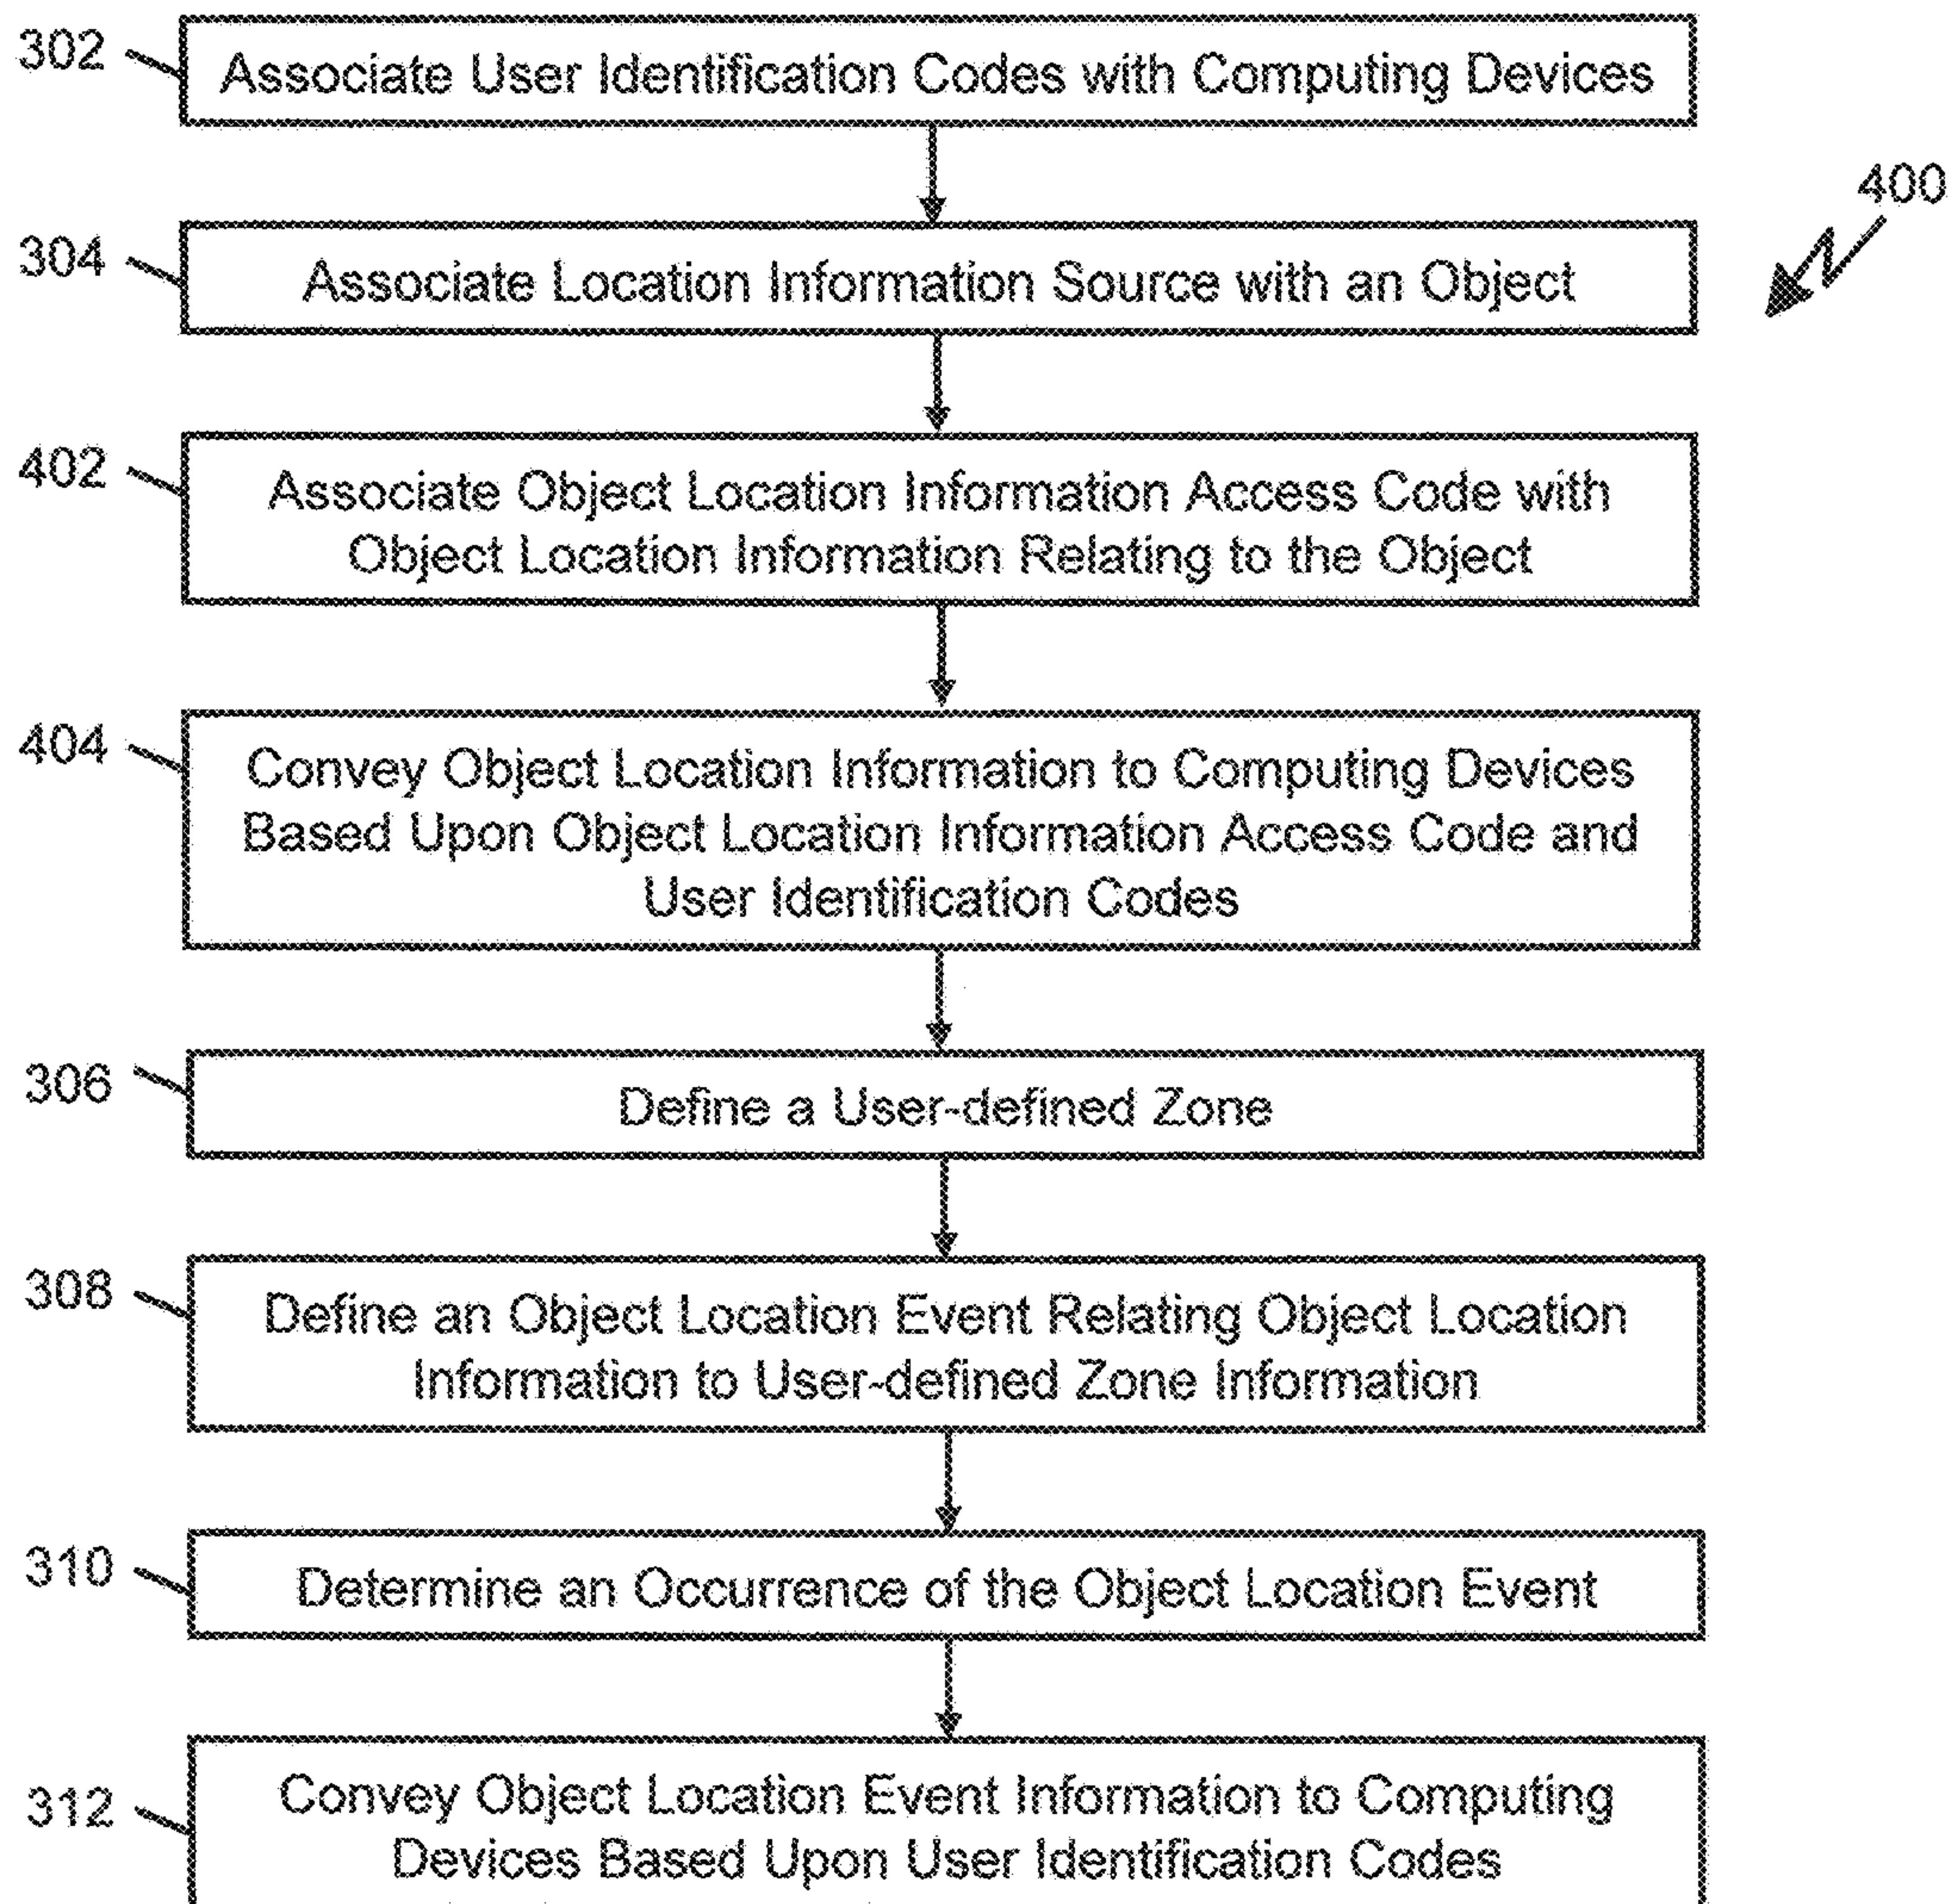 302
Associate User Identification Codes with Computing Devices
400
304
Associate Location Information Source with an Object
402
Associate Object Location Information Access Code with
Object Location Information Relating to the Object
404
Convey Object Location Information to Computing Devices
Based Upon Object Location Information Access Code and
User Identification Codes
306
Define a User-defined Zone
308
Define an Object Location Event Relating Object Location
Information to User-defined Zone Information
310
Determine an Occurrence of the Object Location Event
312
Convey Object Location Event Information to Computing
Devices Based Upon User Identification Codes